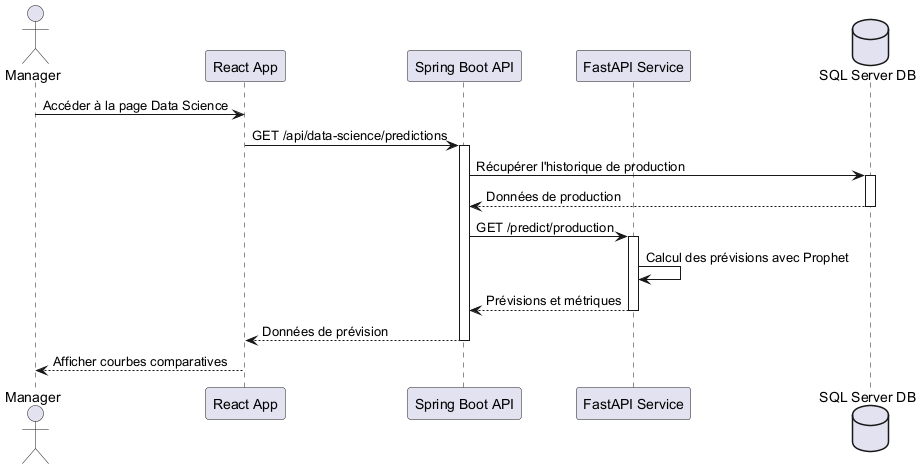 Manager
React App
Spring Boot API
FastAPI Service
SQL Server DB
Accéder à la page Data Science
GET /api/data-science/predictions
Récupérer l'historique de production
Données de production
GET /predict/production
Calcul des prévisions avec Prophet
Prévisions et métriques
Données de prévision
Afficher courbes comparatives
Manager
React App
Spring Boot API
FastAPI Service
SQL Server DB